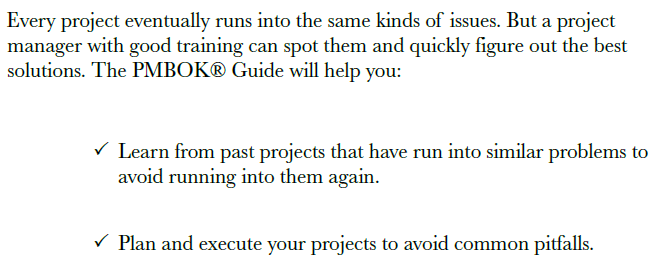 Every project eventually runs into the same kinds of issues. But a project
manager with good training can spot them and quickly figure out the best
solutions. The PMBOK® Guide will help you:
✓ Learn from past projects that have run into similar problems to
avoid running into them again.
✓ Plan and execute your projects to avoid common pitfalls.